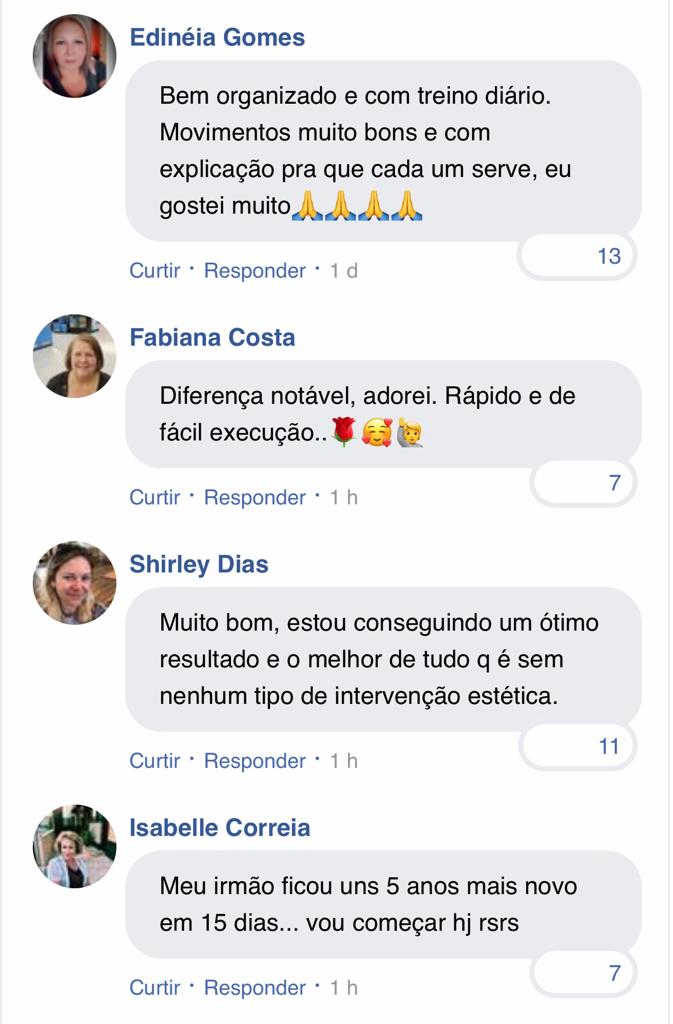 Edinéia Gomes
Bem organizado e com treino diário.
Movimentos muito bons e com
explicação pra que cada um serve, eu
gostei muito🙏🙏🙏🙏
13
Curtir · Responder · 1 d
Fabiana Costa
Diferença notável, adorei. Rápido e de
fácil execução..🌹🥰🙋‍♂️
7
Curtir · Responder · 1 h
Shirley Dias
Muito bom, estou conseguindo um ótimo
resultado e o melhor de tudo q é sem
nenhum tipo de intervenção estética.
11
Curtir · Responder · 1 h
Isabelle Correia
Meu irmão ficou uns 5 anos mais novo
em 15 dias... vou começar hj rsrs
7
Curtir · Responder · 1 h